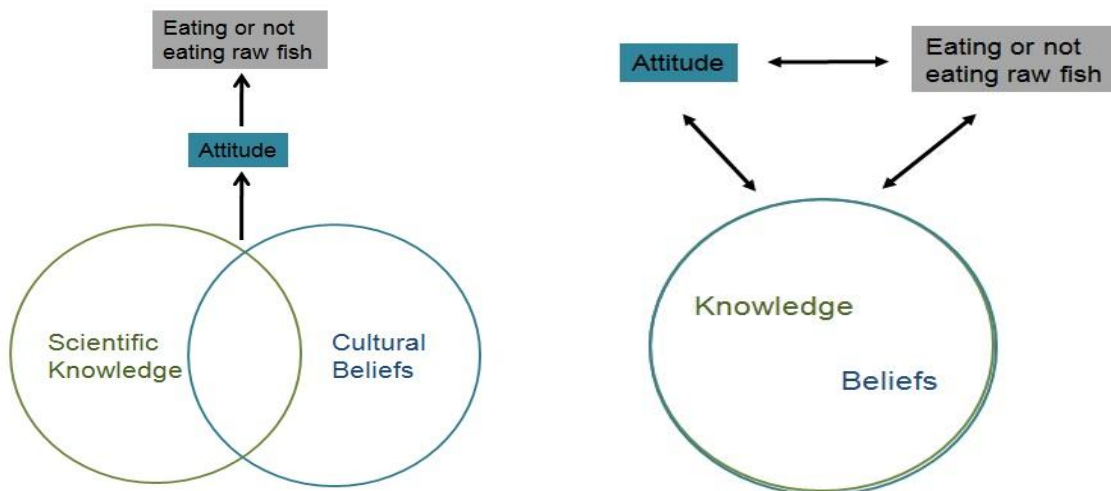 Eating or not
eating raw fish
Attitude
Scientific
Knowledge
Cultural
Beliefs
Attitude
Eating or not
eating raw fish
Knowledge
Beliefs